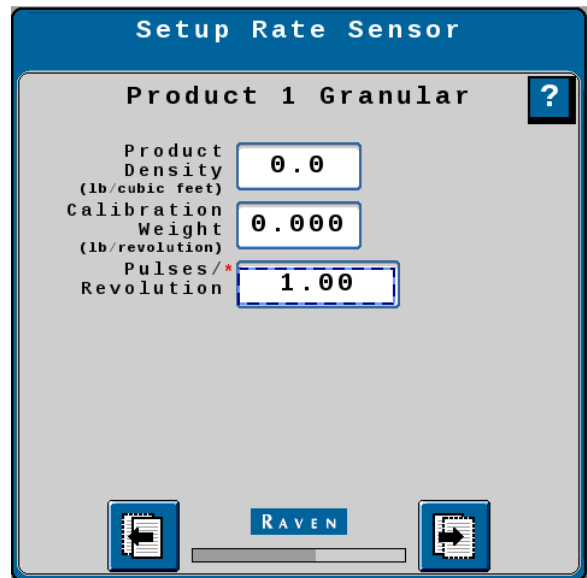 Setup Rate Sensor
Product 1 Granular
?
Product
Density
(lb/cubic feet)
0.0
Calibration
Weight
(lb/revolution)
0.000
Pulses/*
Revolution
1.00
RAVEN